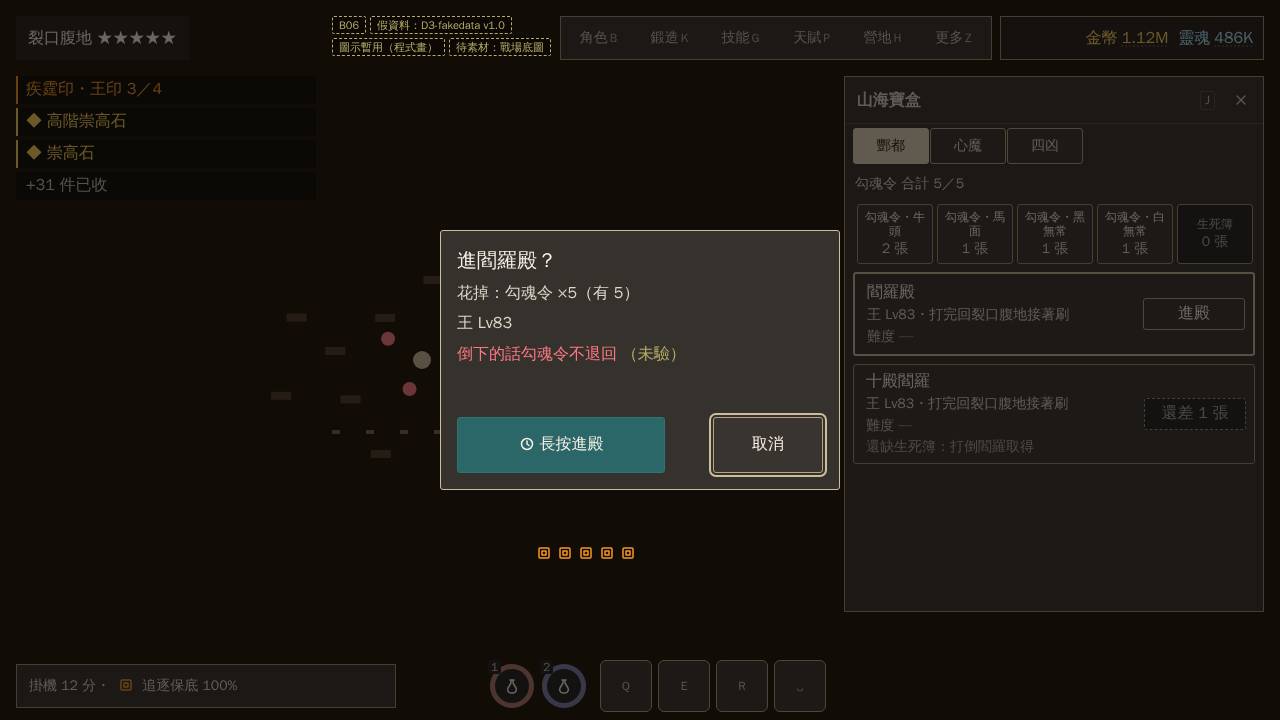 裂口腹地 ★★★★★
B06 假資料：D3-fakedata v1.0
圖示暫用（程式畫） 待素材：戰場底圖
角色B 鍛造K 技能G 天賦P 營地H 更多Z
金幣 1.12M 靈魂 486K
疾霆印・王印 3／4
◆ 高階崇高石
◆ 崇高石
+31 件已收
山海寶盒 J ✕
酆都 心魔 四凶
勾魂令 合計 5／5
勾魂令・牛頭 2 張
勾魂令・馬面 1 張
勾魂令・黑無常 1 張
勾魂令・白無常 1 張
生死簿 0 張
閻羅殿
王 Lv83・打完回裂口腹地接著刷
難度 —
進殿
十殿閻羅
王 Lv83・打完回裂口腹地接著刷
難度 —
還缺生死簿：打倒閻羅取得
還差 1 張
進閻羅殿？
花掉：勾魂令 ×5（有 5）
王 Lv83
倒下的話勾魂令不退回 （未驗）
長按進殿 取消
掛機 12 分・ 追逐保底 100%
1 2 Q E R ⎵